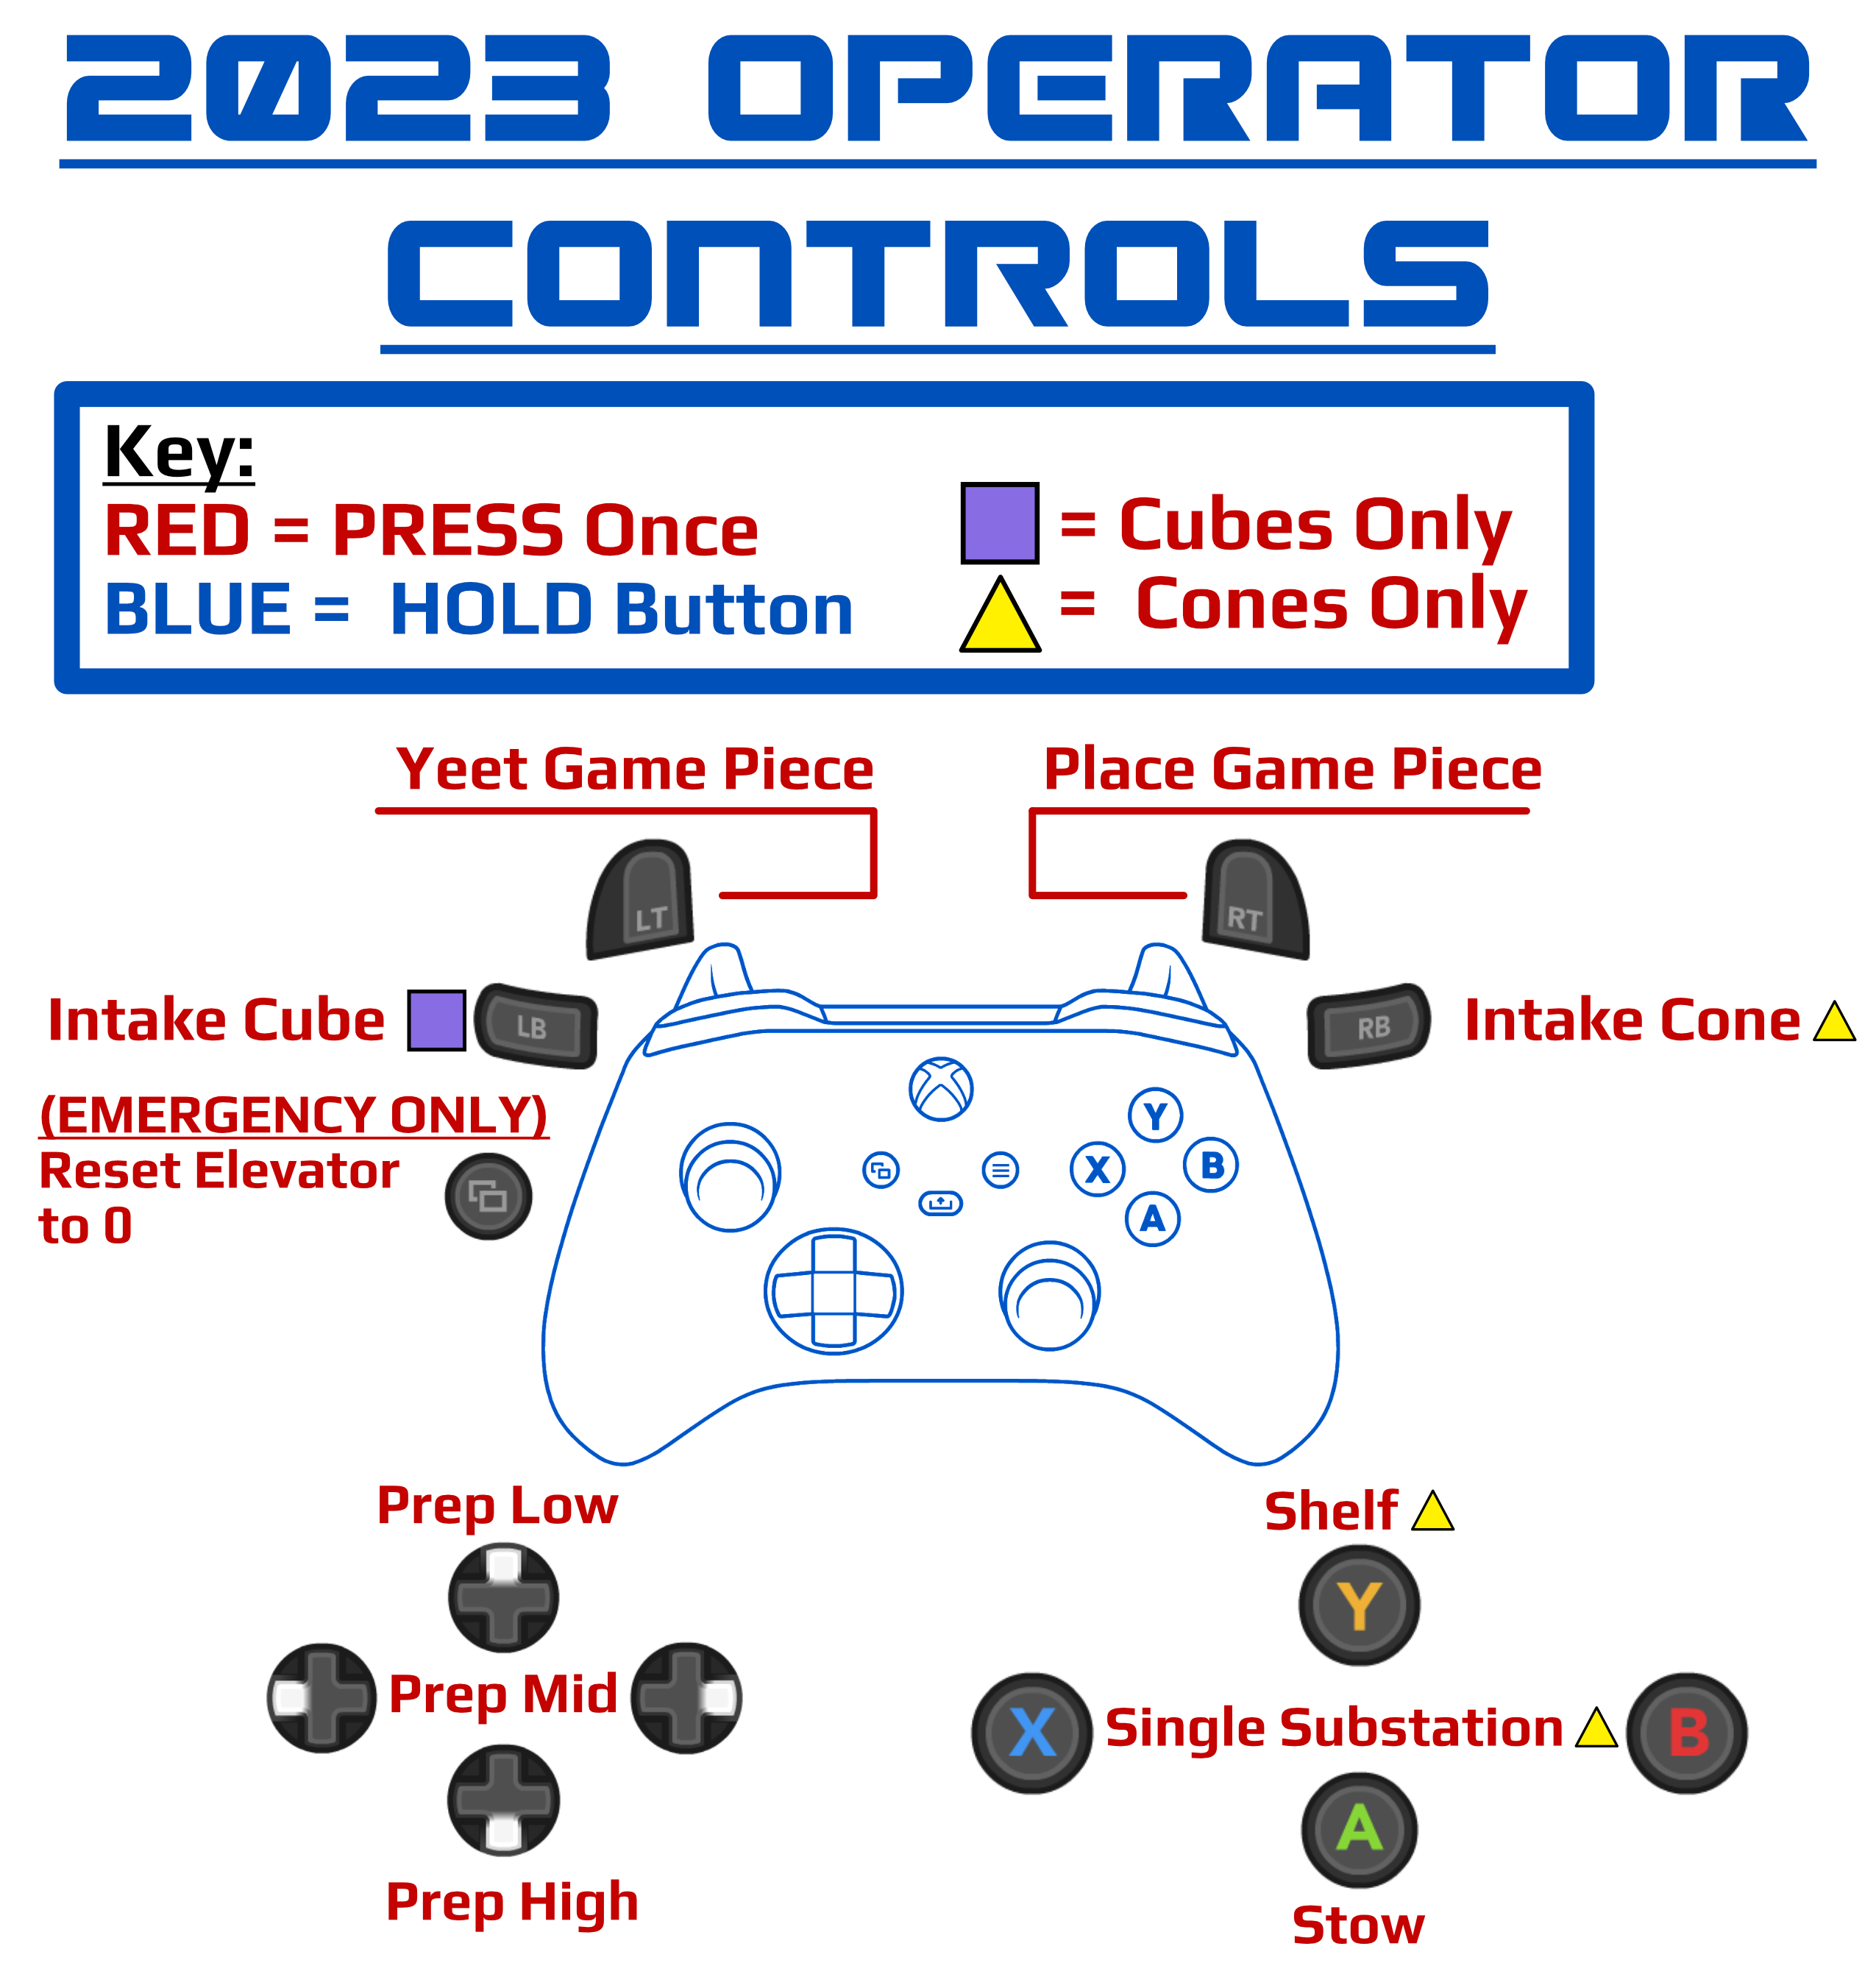 2023 OPERATOR
CONTROLS
Key:
RED = PRESS Once
BLUE = HOLD Button
= Cubes Only
= Cones Only
Yeet Game Piece
Place Game Piece
LT
RT
Intake Cube
LB
RB
Intake Cone
(EMERGENCY ONLY)
Reset Elevator
to 0
Y
X
B
A
Prep Low
Prep Mid
Prep High
Shelf
Y
X
Single Substation
B
A
Stow